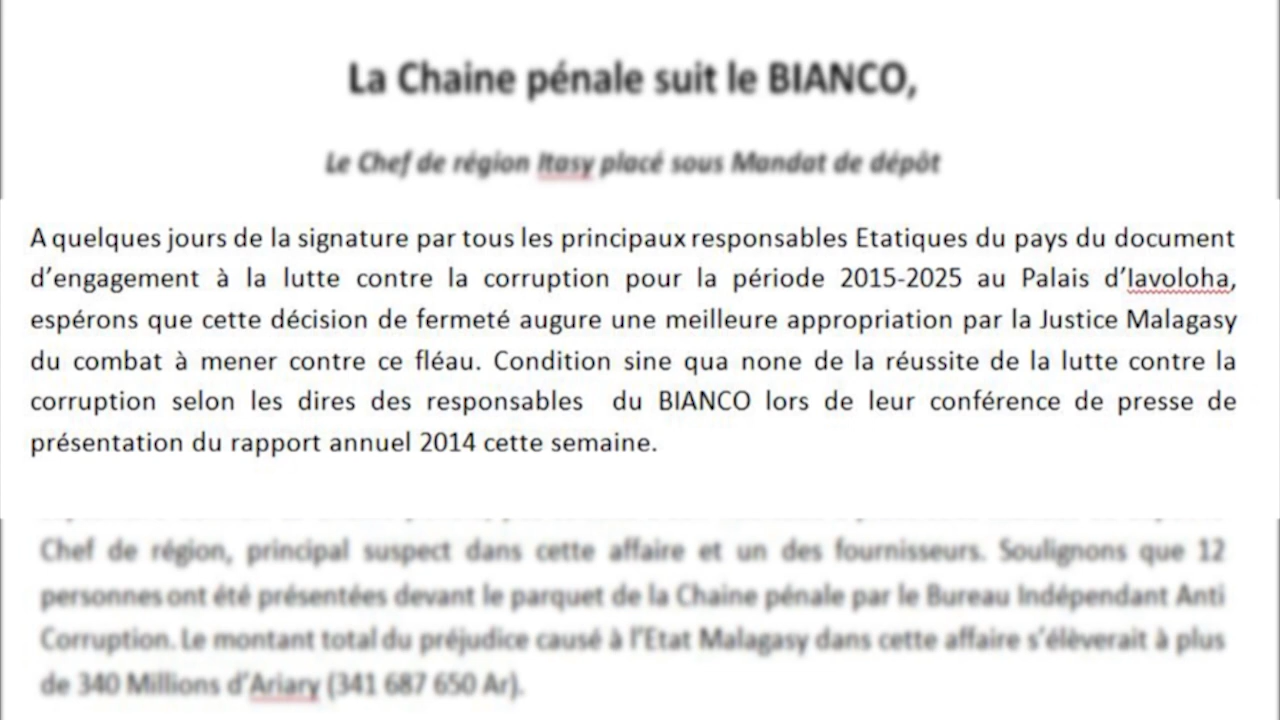 La Chaine pénale suit le BIANCO,
Le Chef de région Itasy placé sous Mandat de dépôt
A quelques jours de la signature par tous les principaux responsables Etatiques du pays du document
d’engagement à la lutte contre la corruption pour la période 2015-2025 au Palais d’Iavoloha,
espérons que cette décision de fermeté augure une meilleure appropriation par la Justice Malagasy
du combat à mener contre ce fléau. Condition sine qua none de la réussite de la lutte contre la
corruption selon les dires des responsables du BIANCO lors de leur conférence de presse de
présentation du rapport annuel 2014 cette semaine.
Chef de région, principal suspect dans cette affaire et un des fournisseurs. Soulignons que 12
personnes ont été présentées devant le parquet de la Chaine pénale par le Bureau Indépendant Anti
Corruption. Le montant total du préjudice causé à l’Etat Malagasy dans cette affaire s’élèverait à plus
de 340 Millions d’Ariary (341 687 650 Ar).